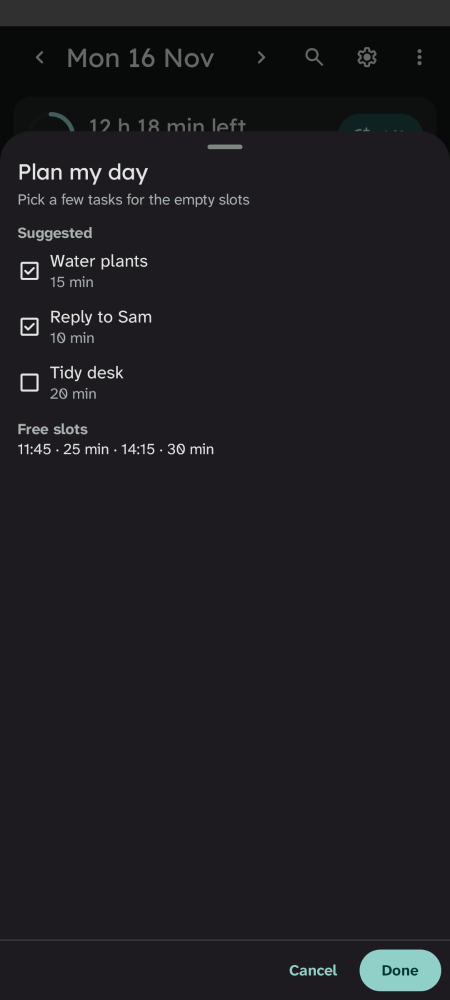 Mon 16 Nov
12 h 18 min left
Plan my day
Pick a few tasks for the empty slots
Suggested
Water plants
15 min
Reply to Sam
10 min
Tidy desk
20 min
Free slots
11:45 · 25 min · 14:15 · 30 min
Cancel
Done